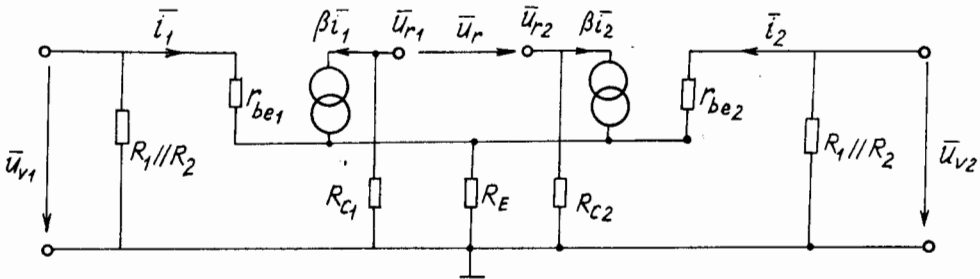 i̅₁
βi̅₁
u̅r1
u̅r
u̅r2
βi̅₂
i̅₂
rbe1
rbe2
u̅v1
R₁//R₂
RC1
RE
RC2
R₁//R₂
u̅v2